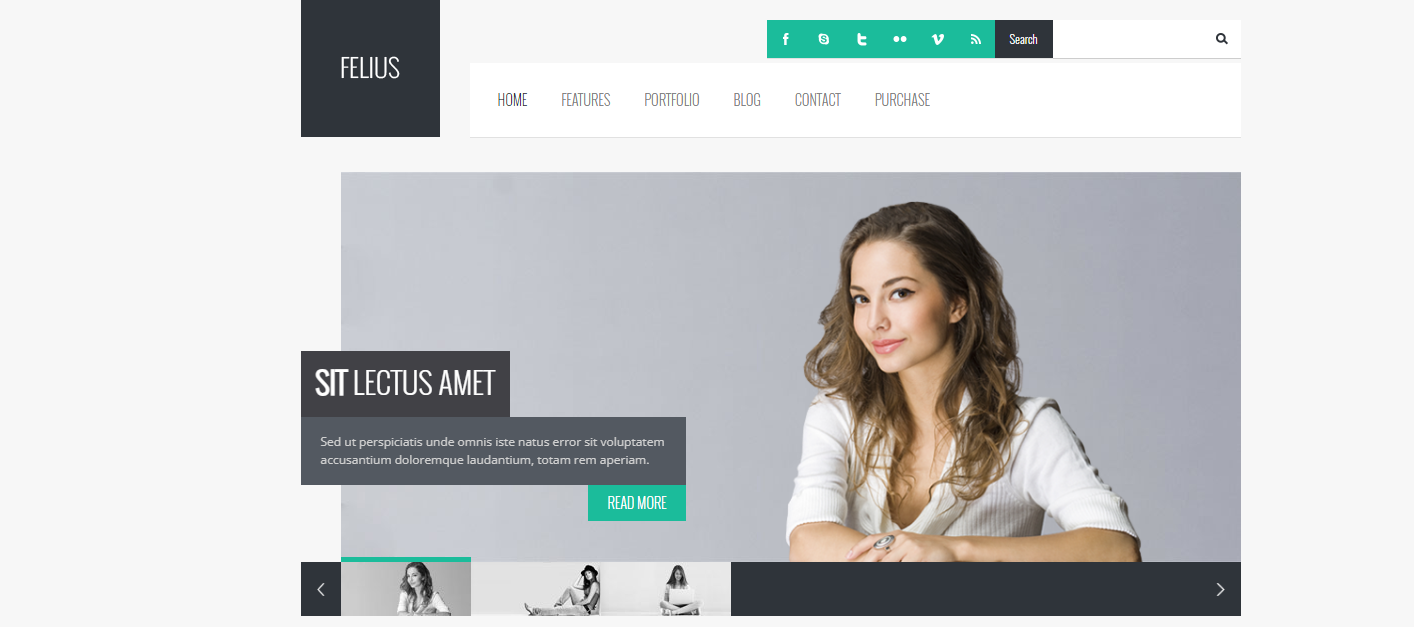 FELIUS
Search
HOME FEATURES PORTFOLIO BLOG CONTACT PURCHASE
SIT LECTUS AMET
Sed ut perspiciatis unde omnis iste natus error sit voluptatem
accusantium doloremque laudantium, totam rem aperiam.
READ MORE